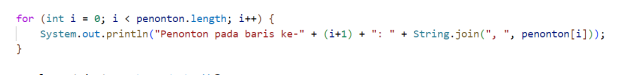 for (int i = 0; i < penonton.length; i++) {
    System.out.println("Penonton pada baris ke-" + (i+1) + ": " + String.join(", ", penonton[i]));
}